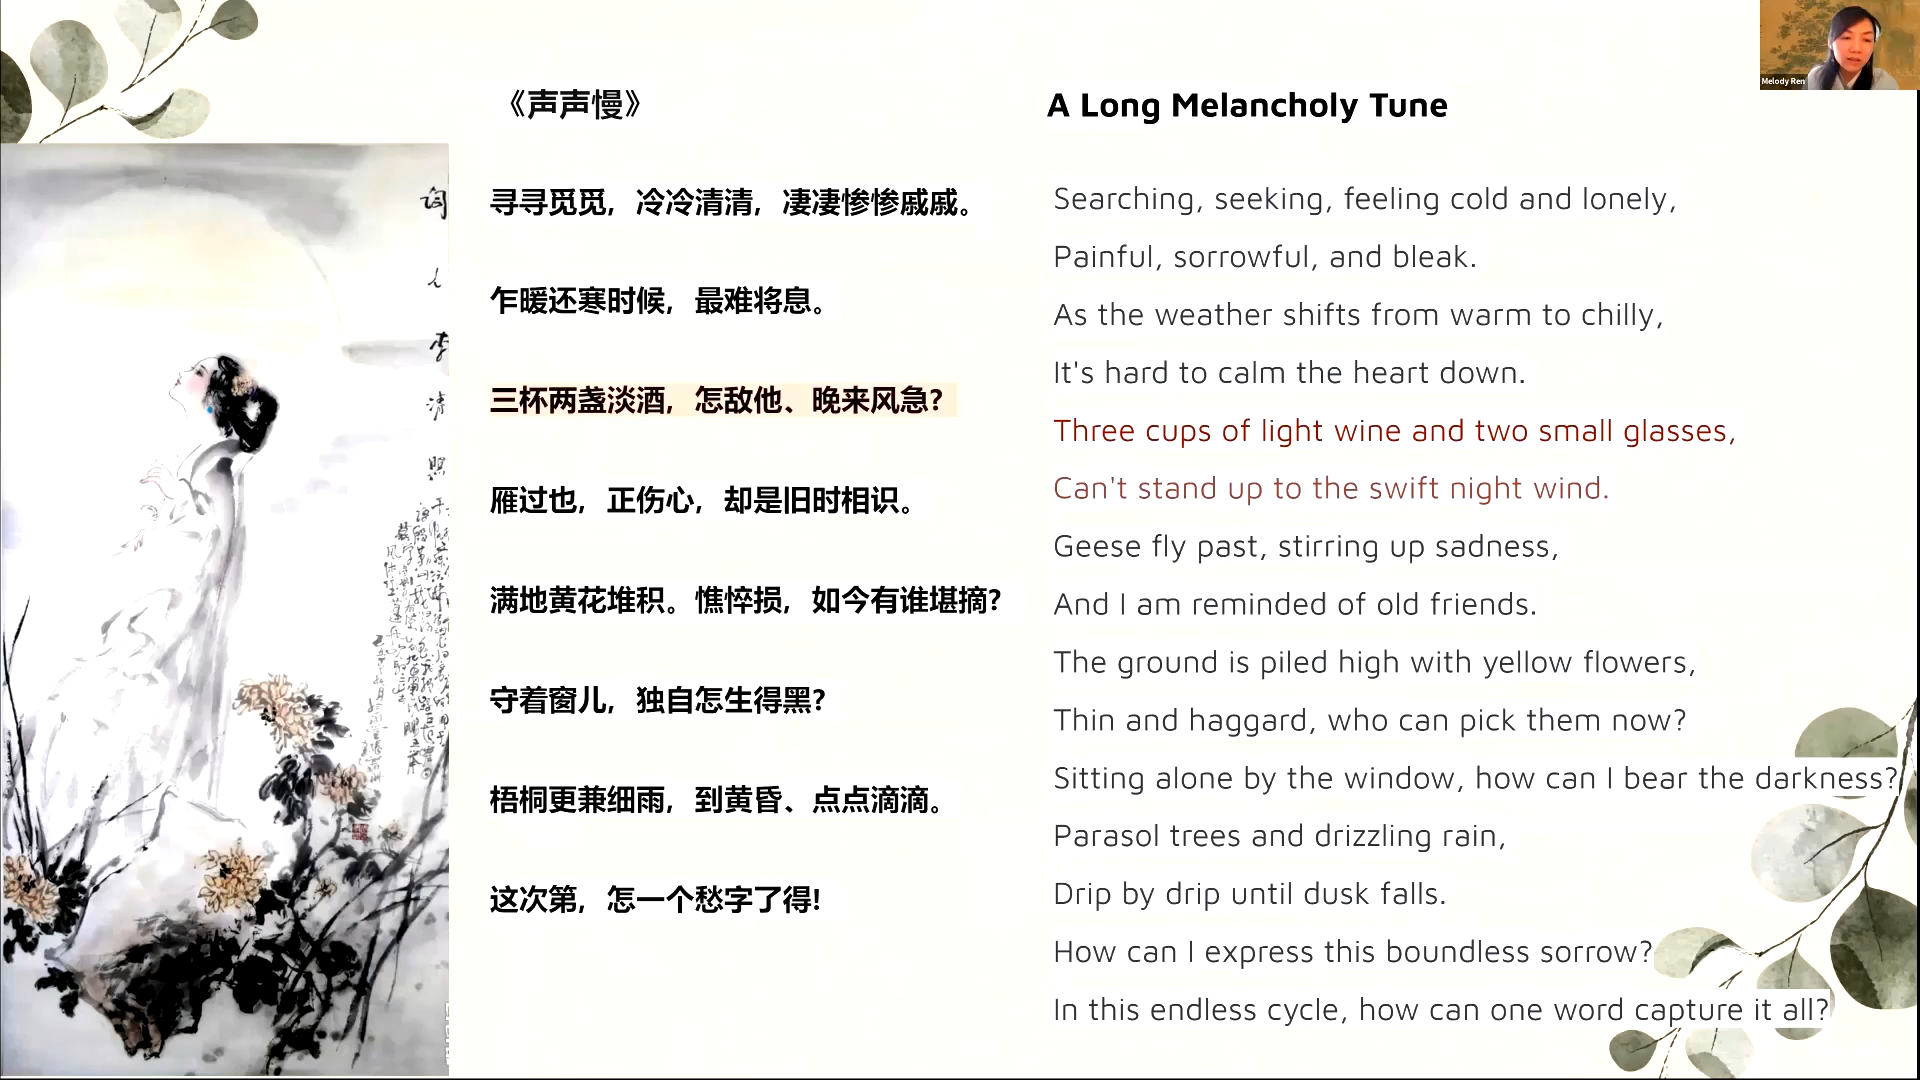 Melody Ren
《声声慢》
寻寻觅觅，冷冷清清，凄凄惨惨戚戚。
乍暖还寒时候，最难将息。
三杯两盏淡酒，怎敌他、晚来风急?
雁过也，正伤心，却是旧时相识。
满地黄花堆积。憔悴损，如今有谁堪摘?
守着窗儿，独自怎生得黑?
梧桐更兼细雨，到黄昏、点点滴滴。
这次第，怎一个愁字了得!
A Long Melancholy Tune
Searching, seeking, feeling cold and lonely,
Painful, sorrowful, and bleak.
As the weather shifts from warm to chilly,
It's hard to calm the heart down.
Three cups of light wine and two small glasses,
Can't stand up to the swift night wind.
Geese fly past, stirring up sadness,
And I am reminded of old friends.
The ground is piled high with yellow flowers,
Thin and haggard, who can pick them now?
Sitting alone by the window, how can I bear the darkness?
Parasol trees and drizzling rain,
Drip by drip until dusk falls.
How can I express this boundless sorrow?
In this endless cycle, how can one word capture it all?
词人李清照